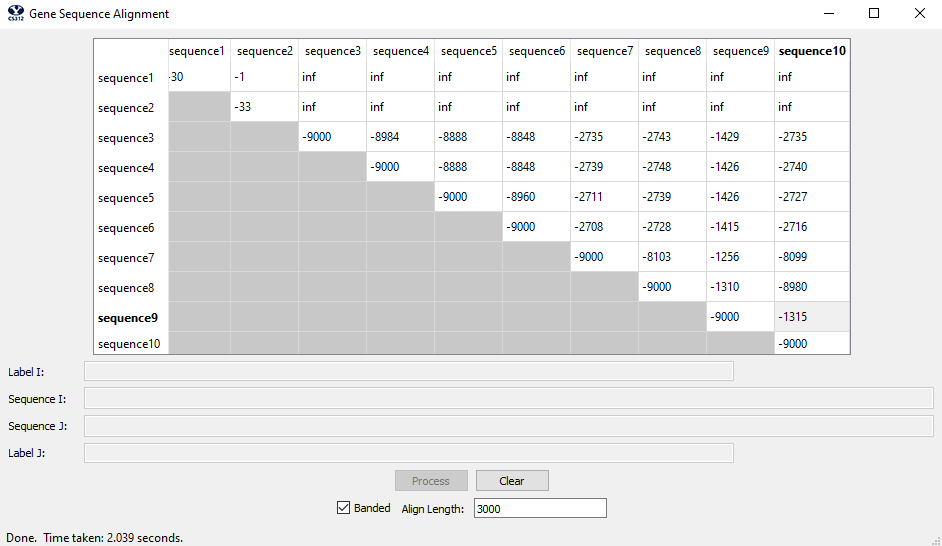 CS312 Gene Sequence Alignment
sequence1 sequence2 sequence3 sequence4 sequence5 sequence6 sequence7 sequence8 sequence9 sequence10
sequence1 -30 -1 inf inf inf inf inf inf inf inf
sequence2 -33 inf inf inf inf inf inf inf inf
sequence3 -9000 -8984 -8888 -8848 -2735 -2743 -1429 -2735
sequence4 -9000 -8888 -8848 -2739 -2748 -1426 -2740
sequence5 -9000 -8960 -2711 -2739 -1426 -2727
sequence6 -9000 -2708 -2728 -1415 -2716
sequence7 -9000 -8103 -1256 -8099
sequence8 -9000 -1310 -8980
sequence9 -9000 -1315
sequence10 -9000
Label I:
Sequence I:
Sequence J:
Label J:
Process Clear
Banded Align Length: 3000
Done. Time taken: 2.039 seconds.